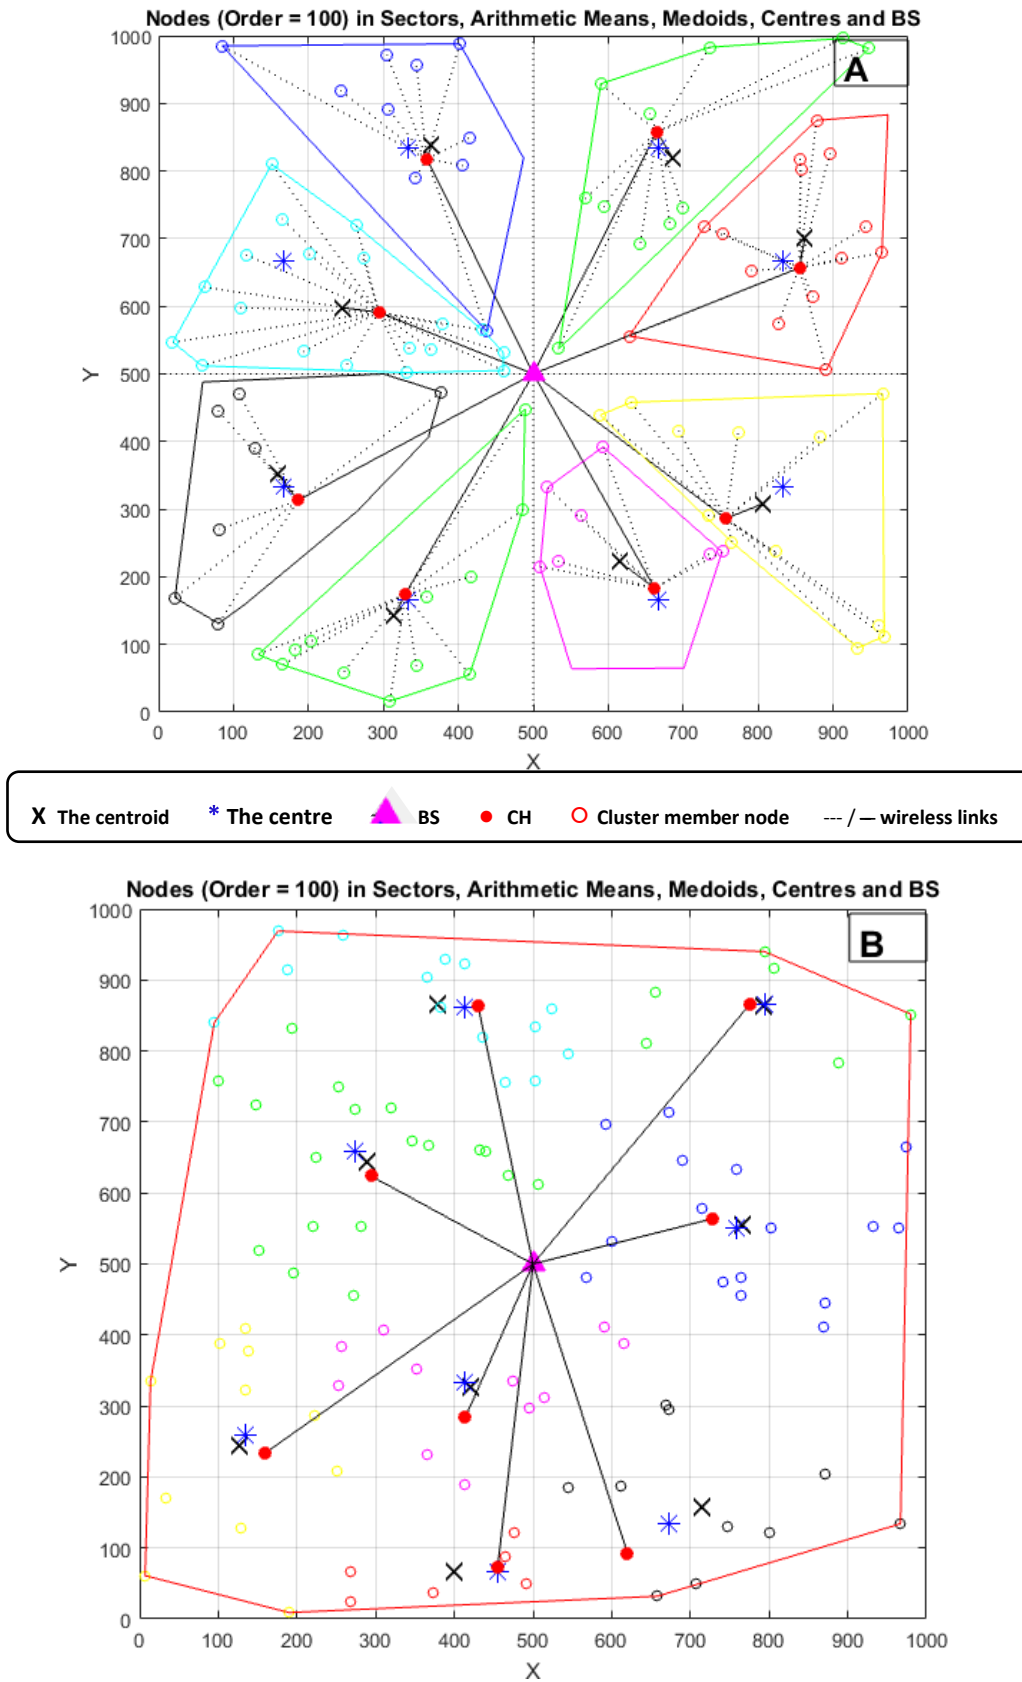 Nodes (Order = 100) in Sectors, Arithmetic Means, Medoids, Centres and BS
A
1000
900
800
700
600
500
400
300
200
100
0
Y
0 100 200 300 400 500 600 700 800 900 1000
X
X The centroid * The centre BS CH Cluster member node --- / — wireless links
Nodes (Order = 100) in Sectors, Arithmetic Means, Medoids, Centres and BS
B
1000
900
800
700
600
500
400
300
200
100
0
Y
0 100 200 300 400 500 600 700 800 900 1000
X